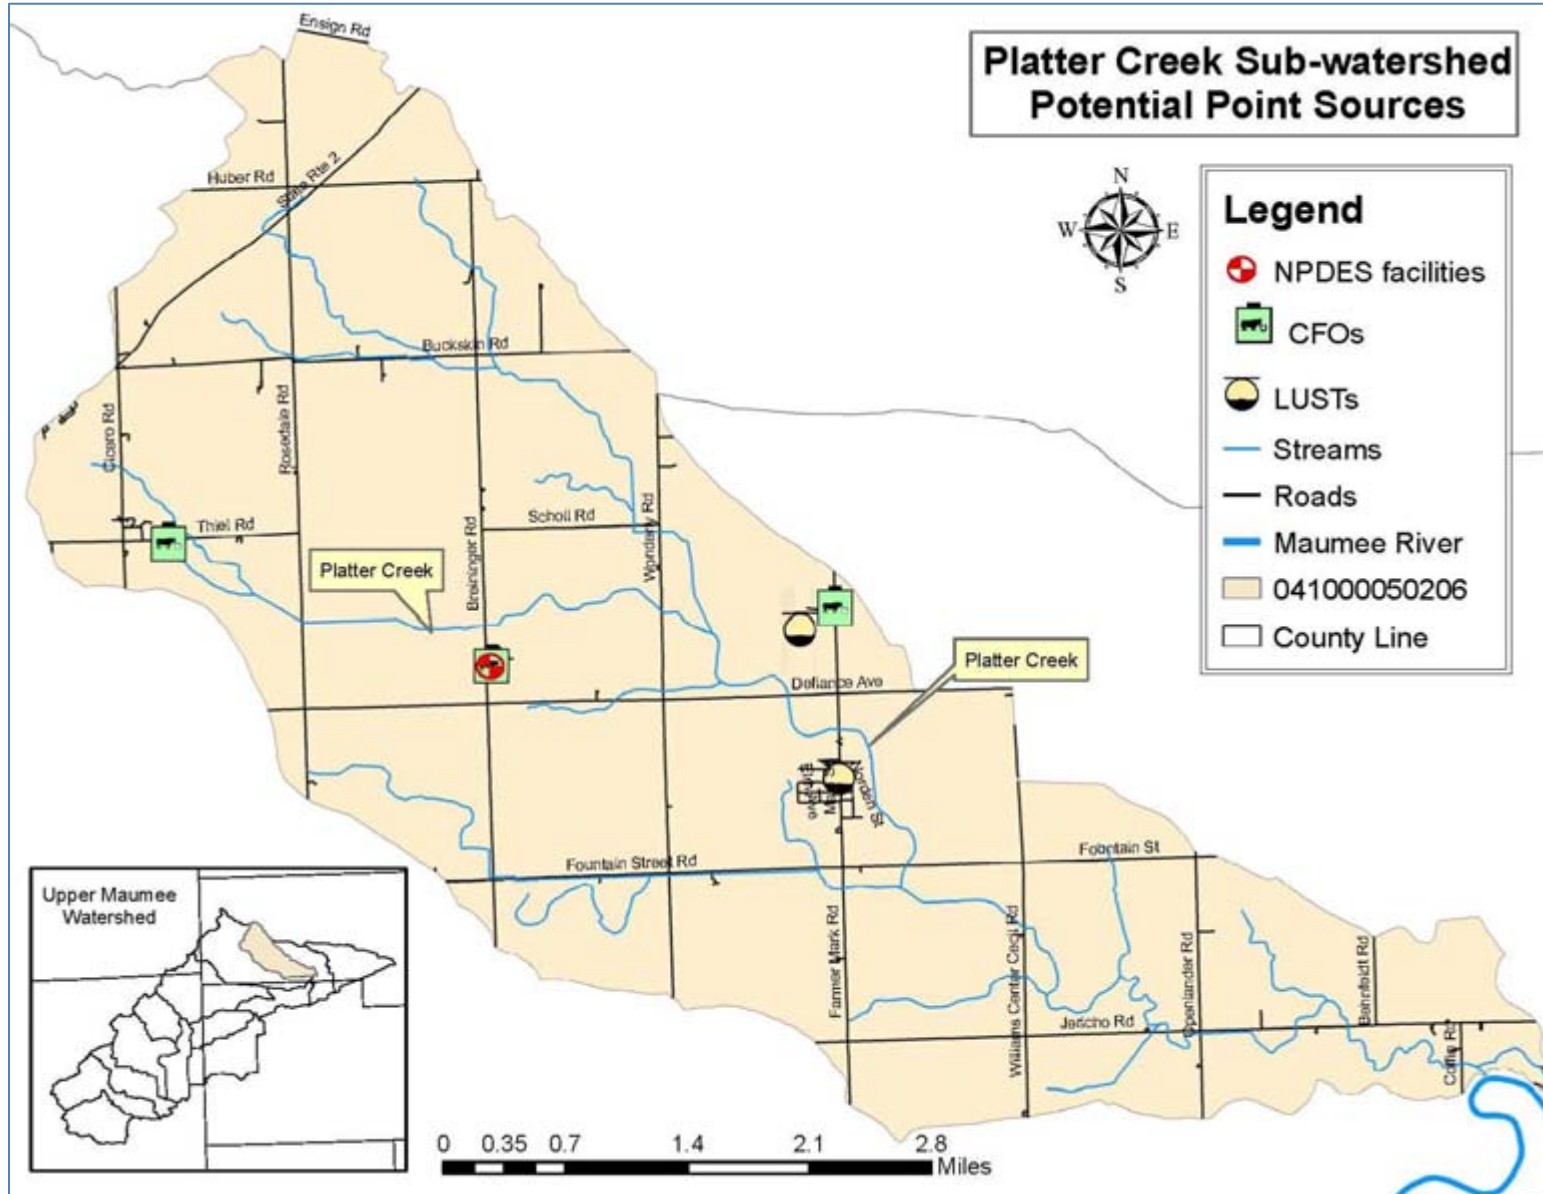 Ensign Rd
Platter Creek Sub-watershed
Potential Point Sources
Huber Rd
State Rte 2
N
W
E
S
Legend
NPDES facilities
CFOs
LUSTs
Streams
Roads
Maumee River
041000050206
County Line
Buckskin Rd
Cicero Rd
Rosedale Rd
Thiel Rd
Scholl Rd
Breininger Rd
Platter Creek
Platter Creek
Defiance Ave
Norden St
Fountain Street Rd
Fountain St
Farmer Mark Rd
Williams Center Cecil Rd
Openlander Rd
Bahnfeldt Rd
Jericho Rd
Coffin Rd
Upper Maumee
Watershed
0 0.35 0.7 1.4 2.1 2.8
Miles